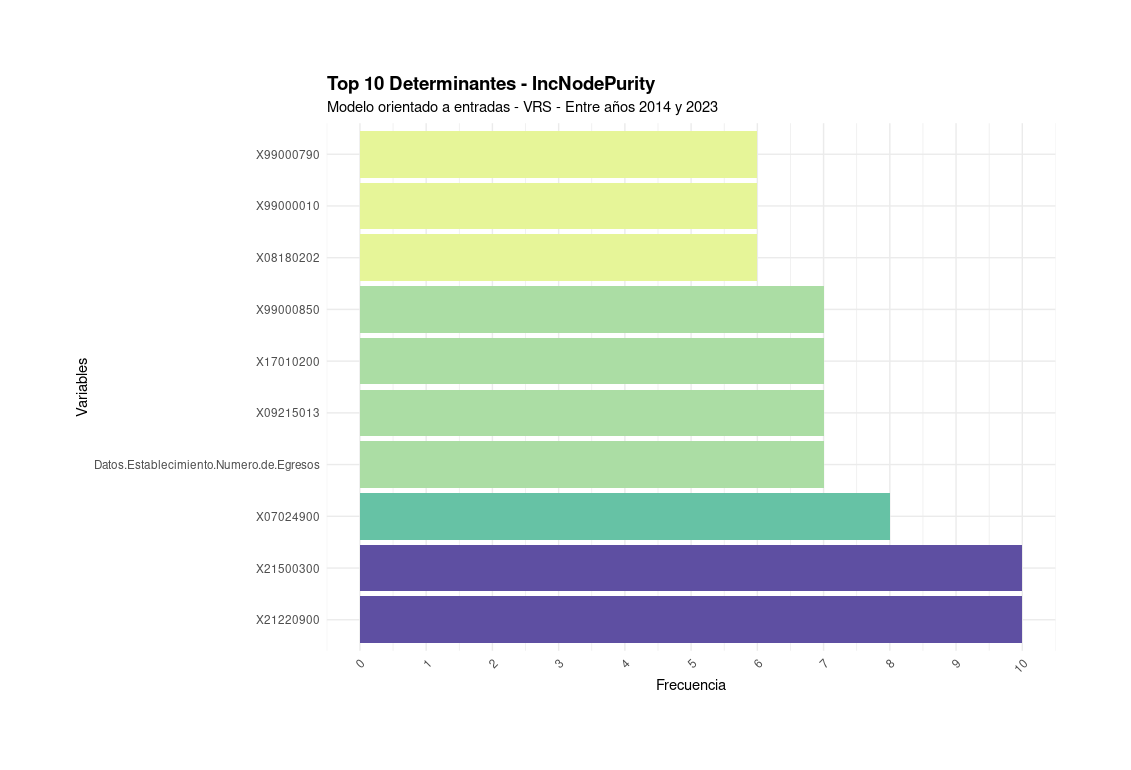 Top 10 Determinantes - IncNodePurity
Modelo orientado a entradas - VRS - Entre años 2014 y 2023
Variables
X99000790
X99000010
X08180202
X99000850
X17010200
X09215013
Datos.Establecimiento.Numero.de.Egresos
X07024900
X21500300
X21220900
0 1 2 3 4 5 6 7 8 9 10
Frecuencia